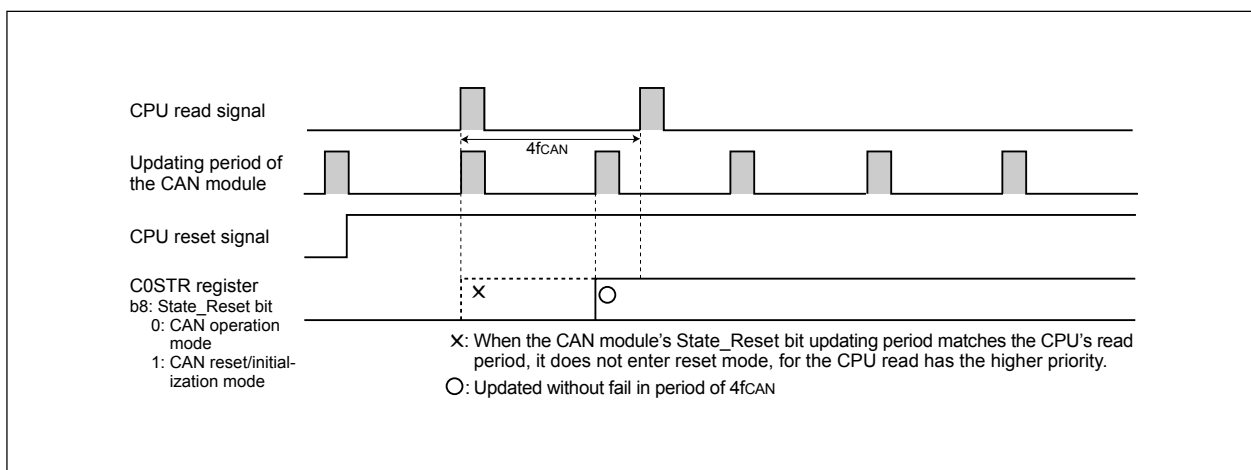 CPU read signal
4fCAN
Updating period of
the CAN module
CPU reset signal
C0STR register
b8: State_Reset bit
0: CAN operation
mode
1: CAN reset/initial-
ization mode
×: When the CAN module's State_Reset bit updating period matches the CPU's read
period, it does not enter reset mode, for the CPU read has the higher priority.
○: Updated without fail in period of 4fCAN